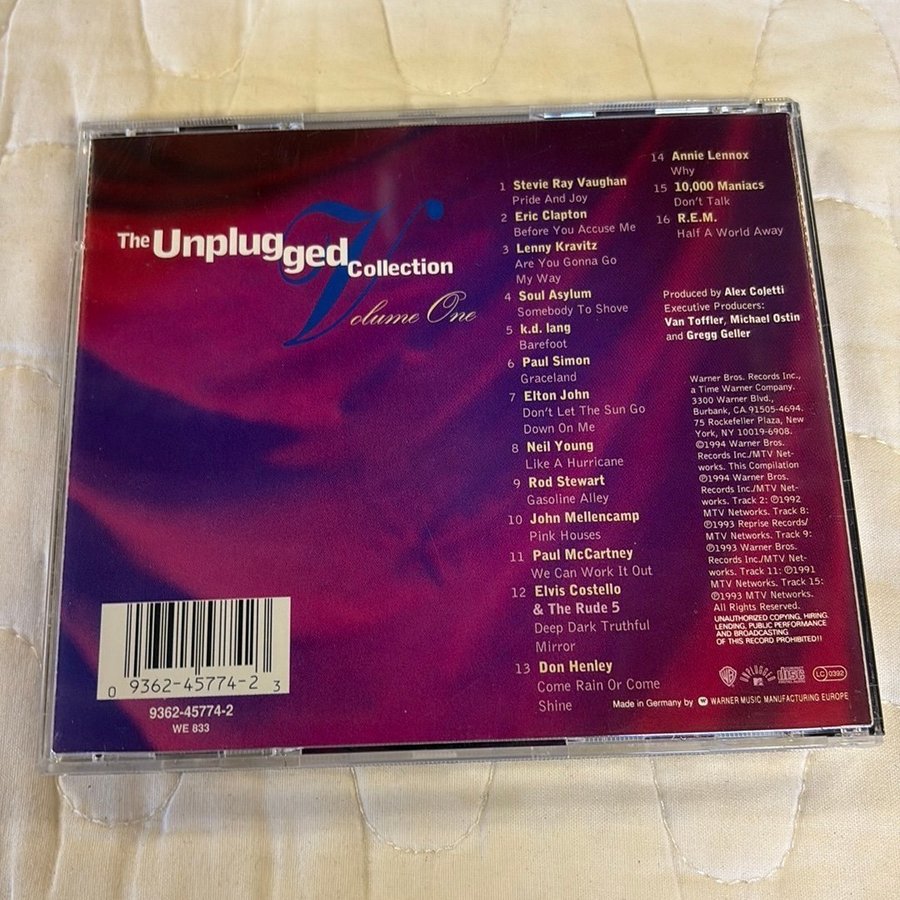 The Unplugged Collection
Volume One
1 Stevie Ray Vaughan
Pride And Joy
2 Eric Clapton
Before You Accuse Me
3 Lenny Kravitz
Are You Gonna Go
My Way
4 Soul Asylum
Somebody To Shove
5 k.d. lang
Barefoot
6 Paul Simon
Graceland
7 Elton John
Don't Let The Sun Go
Down On Me
8 Neil Young
Like A Hurricane
9 Rod Stewart
Gasoline Alley
10 John Mellencamp
Pink Houses
11 Paul McCartney
We Can Work It Out
12 Elvis Costello
& The Rude 5
Deep Dark Truthful
Mirror
13 Don Henley
Come Rain Or Come
Shine
14 Annie Lennox
Why
15 10,000 Maniacs
Don't Talk
16 R.E.M.
Half A World Away
Produced by Alex Coletti
Executive Producers:
Van Toffler, Michael Ostin
and Gregg Geller
Warner Bros. Records Inc.,
a Time Warner Company.
3300 Warner Blvd.,
Burbank, CA 91505-4694.
75 Rockefeller Plaza, New
York, NY 10019-6908.
©1994 Warner Bros.
Records Inc./MTV Net-
works. This Compilation
℗1994 Warner Bros.
Records Inc./MTV Net-
works. Track 2: ℗1992
MTV Networks. Track 8:
℗1993 Reprise Records/
MTV Networks. Track 9:
℗1993 Warner Bros.
Records Inc./MTV Net-
works. Track 11: ℗1991
MTV Networks. Track 15:
℗1993 MTV Networks.
All Rights Reserved.
UNAUTHORIZED COPYING, HIRING,
LENDING, PUBLIC PERFORMANCE
AND BROADCASTING
OF THIS RECORD PROHIBITED!!
WB UNPLUGGED MTV COMPACT disc DIGITAL AUDIO LC 0392
Made in Germany by WARNER MUSIC MANUFACTURING EUROPE
0 9362-45774-2 3
9362-45774-2
WE 833